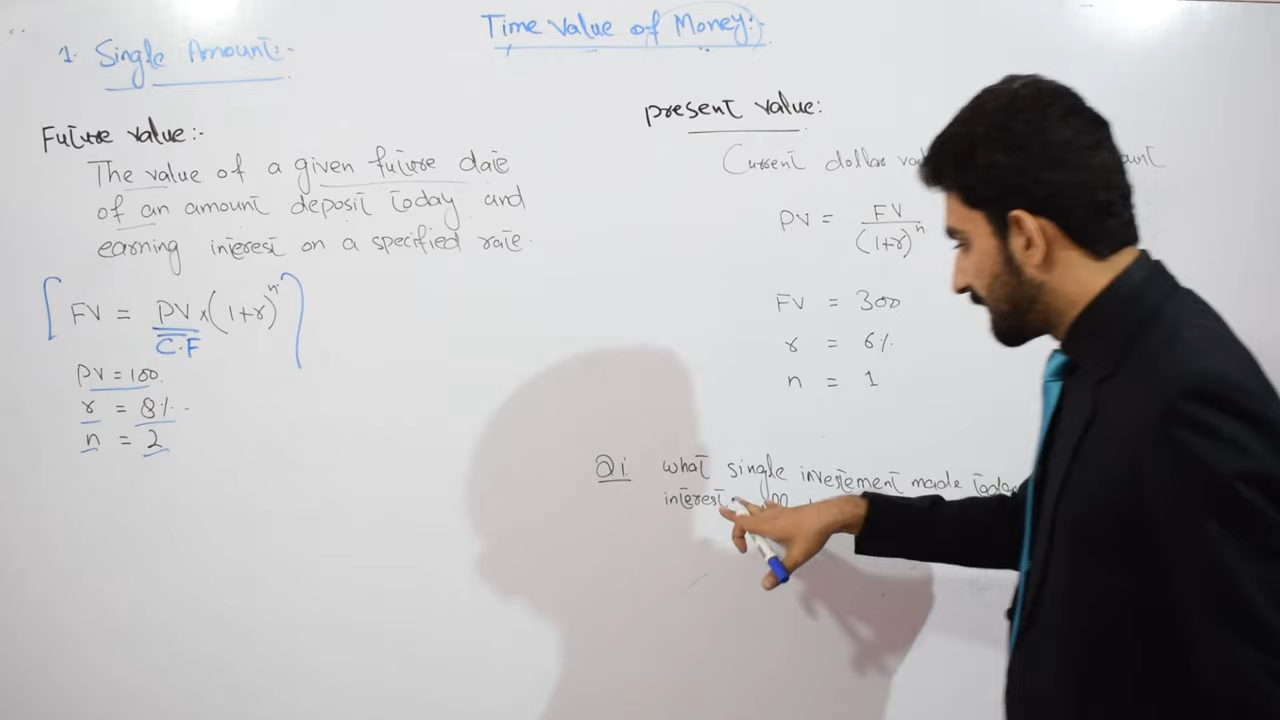 Time Value of Money:-
1. Single Amount:-
Future value:-
The value of a given future date
of an amount deposit today and
earning interest on a specified rate.
FV = PV x (1+r)^n
C.F
PV = 100.
r = 8%.
n = 2
present value:
Current dollar
PV = FV / (1+r)^n
FV = 300
r = 6%
n = 1
Q1. what single investement made today
interest